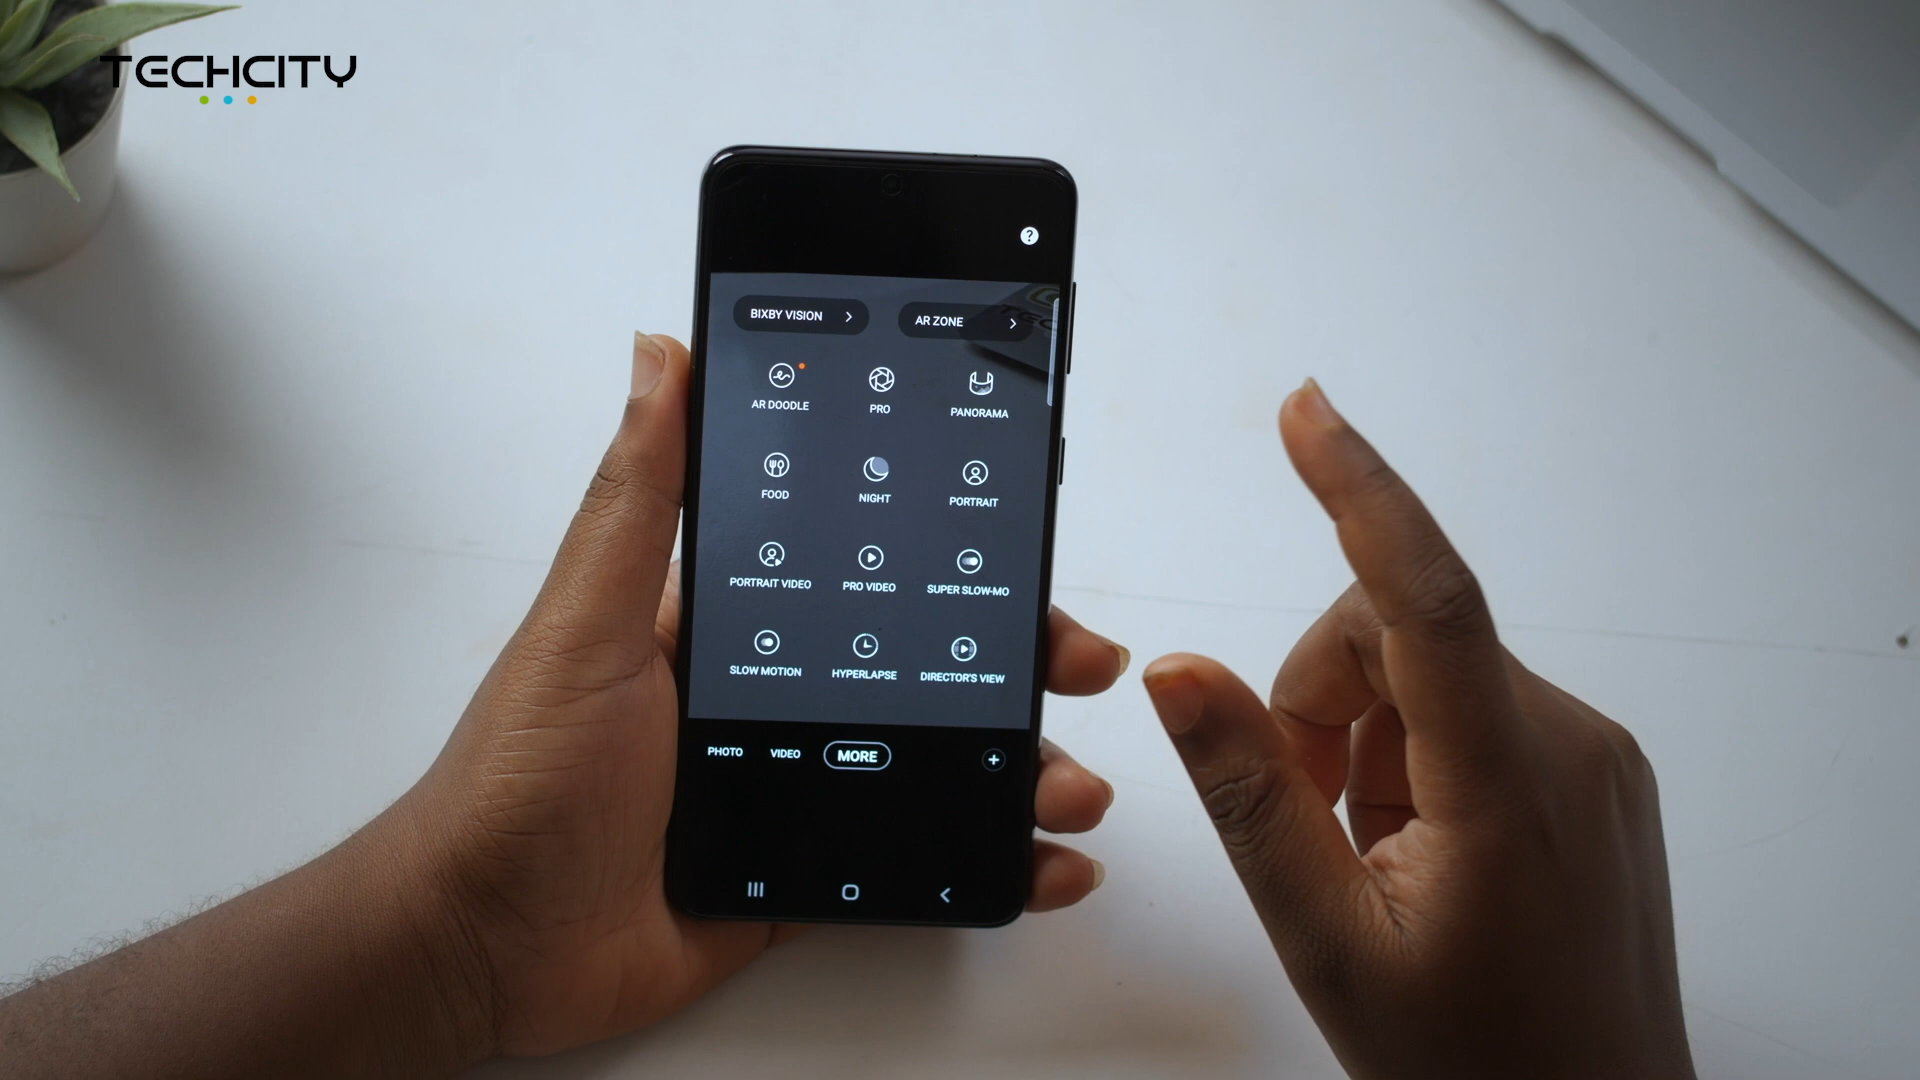 TECHCITY
?
BIXBY VISION >
AR ZONE >
AR DOODLE
PRO
PANORAMA
FOOD
NIGHT
PORTRAIT
PORTRAIT VIDEO
PRO VIDEO
SUPER SLOW-MO
SLOW MOTION
HYPERLAPSE
DIRECTOR'S VIEW
PHOTO
VIDEO
MORE
+